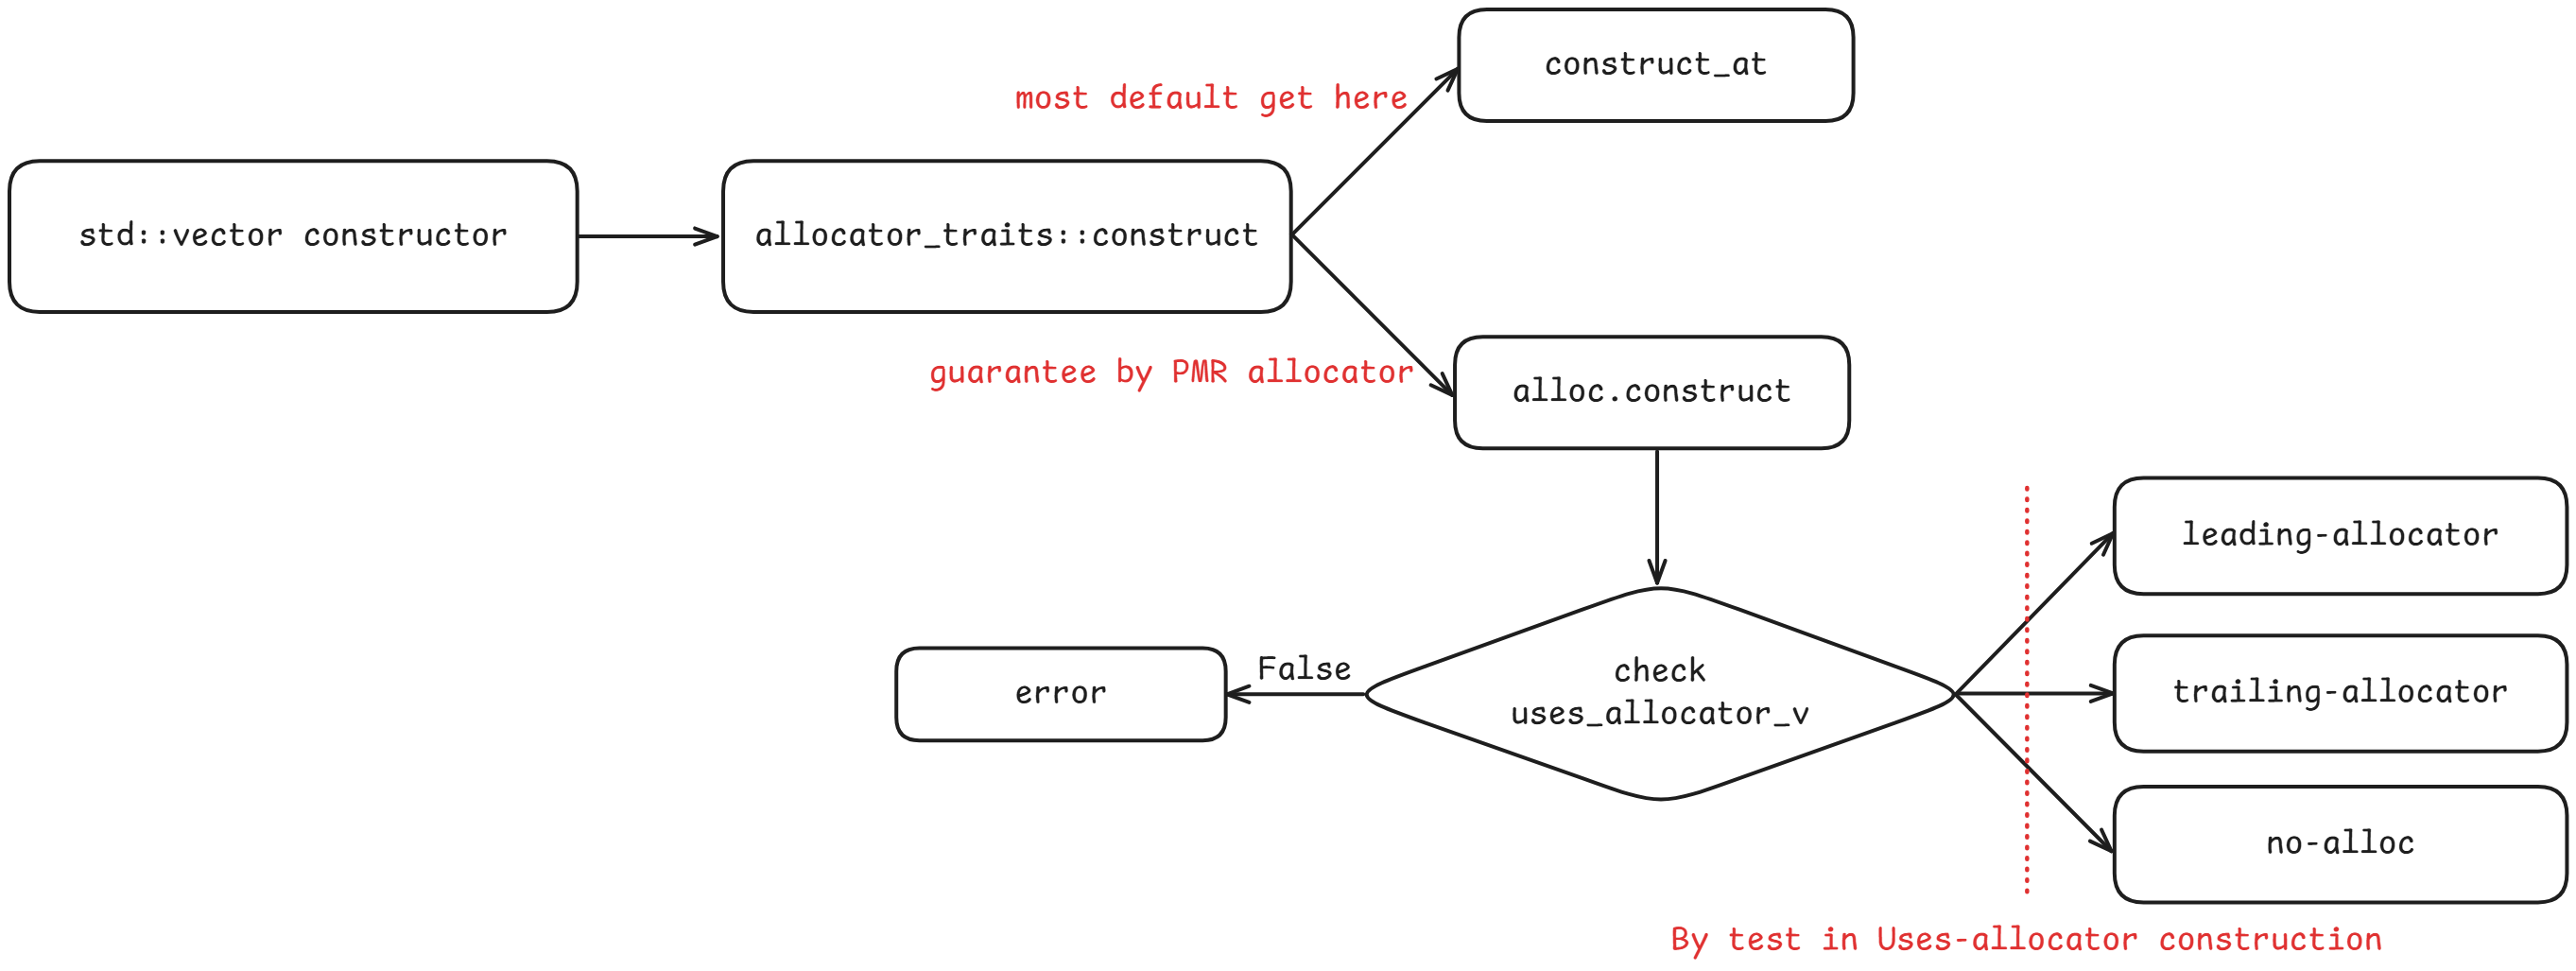 construct_at
most default get here
std::vector constructor
allocator_traits::construct
guarantee by PMR allocator
alloc.construct
leading-allocator
False
error
check
uses_allocator_v
trailing-allocator
no-alloc
By test in Uses-allocator construction